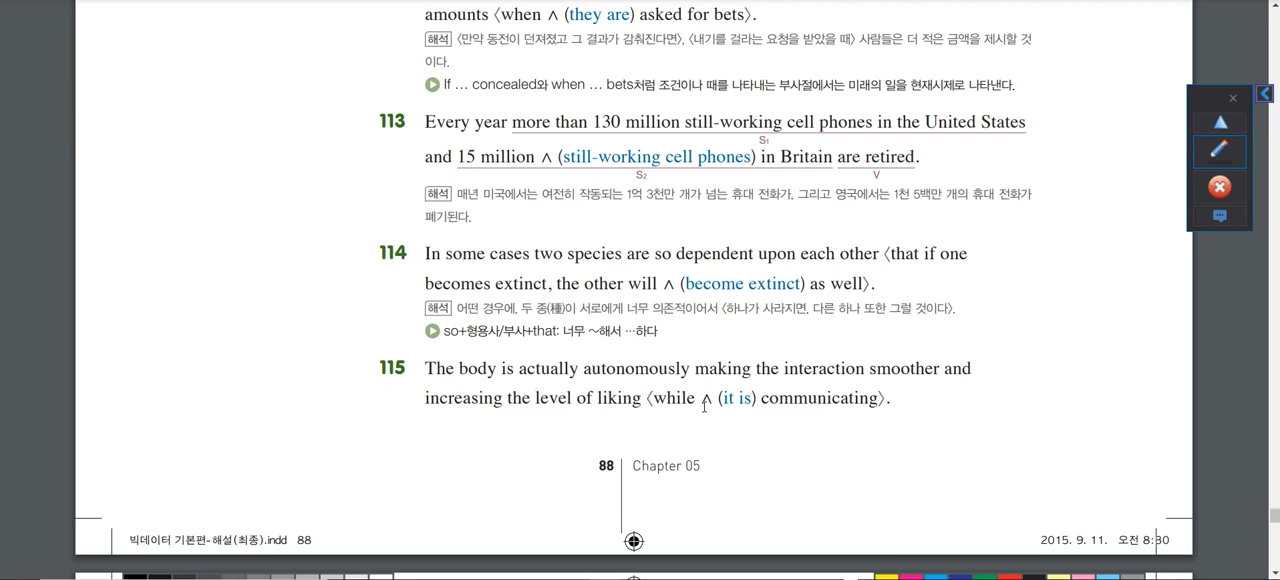 amounts 〈when ∧ (they are) asked for bets〉.
해석 〈만약 동전이 던져졌고 그 결과가 감춰진다면〉, 〈내기를 걸라는 요청을 받았을 때〉 사람들은 더 적은 금액을 제시할 것
이다.
If … concealed와 when … bets처럼 조건이나 때를 나타내는 부사절에서는 미래의 일을 현재시제로 나타낸다.
113 Every year more than 130 million still-working cell phones in the United States
S₁
and 15 million ∧ (still-working cell phones) in Britain are retired.
S₂ V
해석 매년 미국에서는 여전히 작동되는 1억 3천만 개가 넘는 휴대 전화가, 그리고 영국에서는 1천 5백만 개의 휴대 전화가
폐기된다.
114 In some cases two species are so dependent upon each other 〈that if one
becomes extinct, the other will ∧ (become extinct) as well〉.
해석 어떤 경우에, 두 종(種)이 서로에게 너무 의존적이어서 〈하나가 사라지면, 다른 하나 또한 그럴 것이다〉.
so+형용사/부사+that: 너무 ~해서 …하다
115 The body is actually autonomously making the interaction smoother and
increasing the level of liking 〈while ∧ (it is) communicating〉.
88 Chapter 05
빅데이터 기본편-해설(최종).indd 88 2015. 9. 11. 오전 8:30